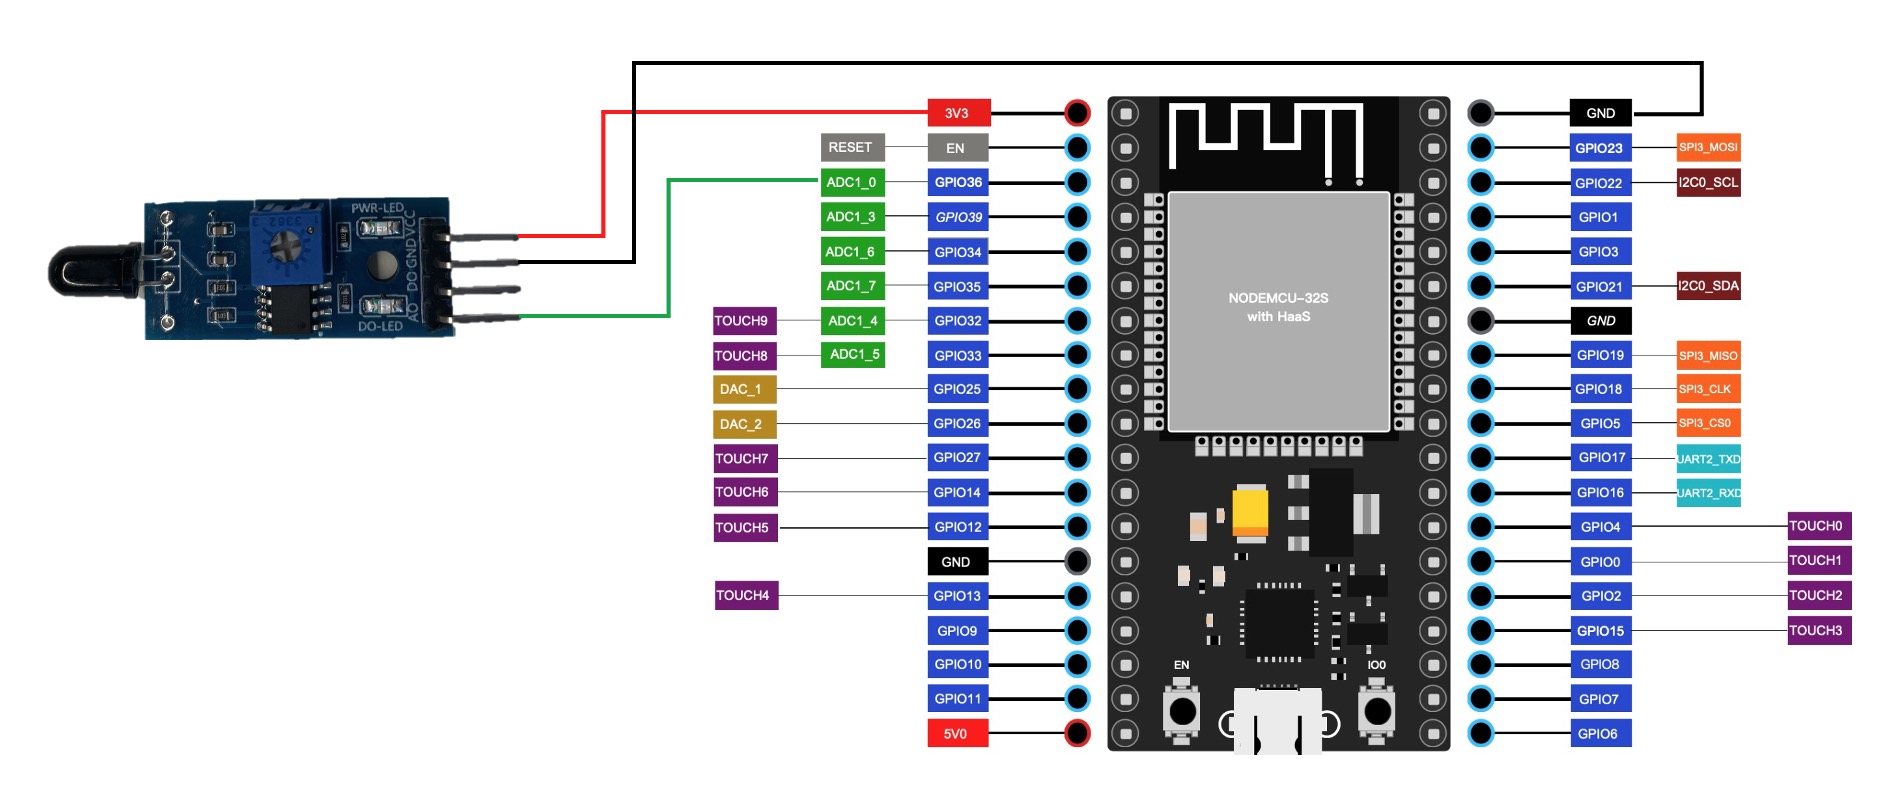 PWR-LED
VCC
GND
DO
AO
DO-LED
3362
3V3
RESET EN
ADC1_0 GPIO36
ADC1_3 GPIO39
ADC1_6 GPIO34
ADC1_7 GPIO35
TOUCH9 ADC1_4 GPIO32
TOUCH8 ADC1_5 GPIO33
DAC_1 GPIO25
DAC_2 GPIO26
TOUCH7 GPIO27
TOUCH6 GPIO14
TOUCH5 GPIO12
GND
TOUCH4 GPIO13
GPIO9
GPIO10
GPIO11
5V0
NODEMCU-32S
with HaaS
EN
IO0
GND
GPIO23 SPI3_MOSI
GPIO22 I2C0_SCL
GPIO1
GPIO3
GPIO21 I2C0_SDA
GND
GPIO19 SPI3_MISO
GPIO18 SPI3_CLK
GPIO5 SPI3_CS0
GPIO17 UART2_TXD
GPIO16 UART2_RXD
GPIO4 TOUCH0
GPIO0 TOUCH1
GPIO2 TOUCH2
GPIO15 TOUCH3
GPIO8
GPIO7
GPIO6